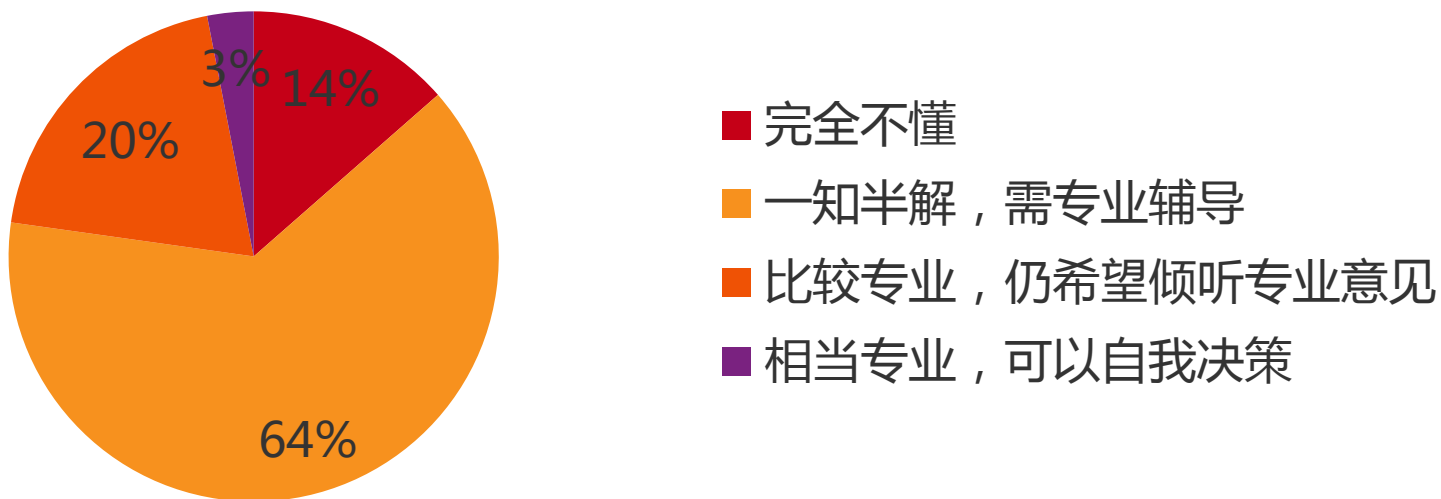 3%
14%
20%
64%
完全不懂
一知半解，需专业辅导
比较专业，仍希望倾听专业意见
相当专业，可以自我决策